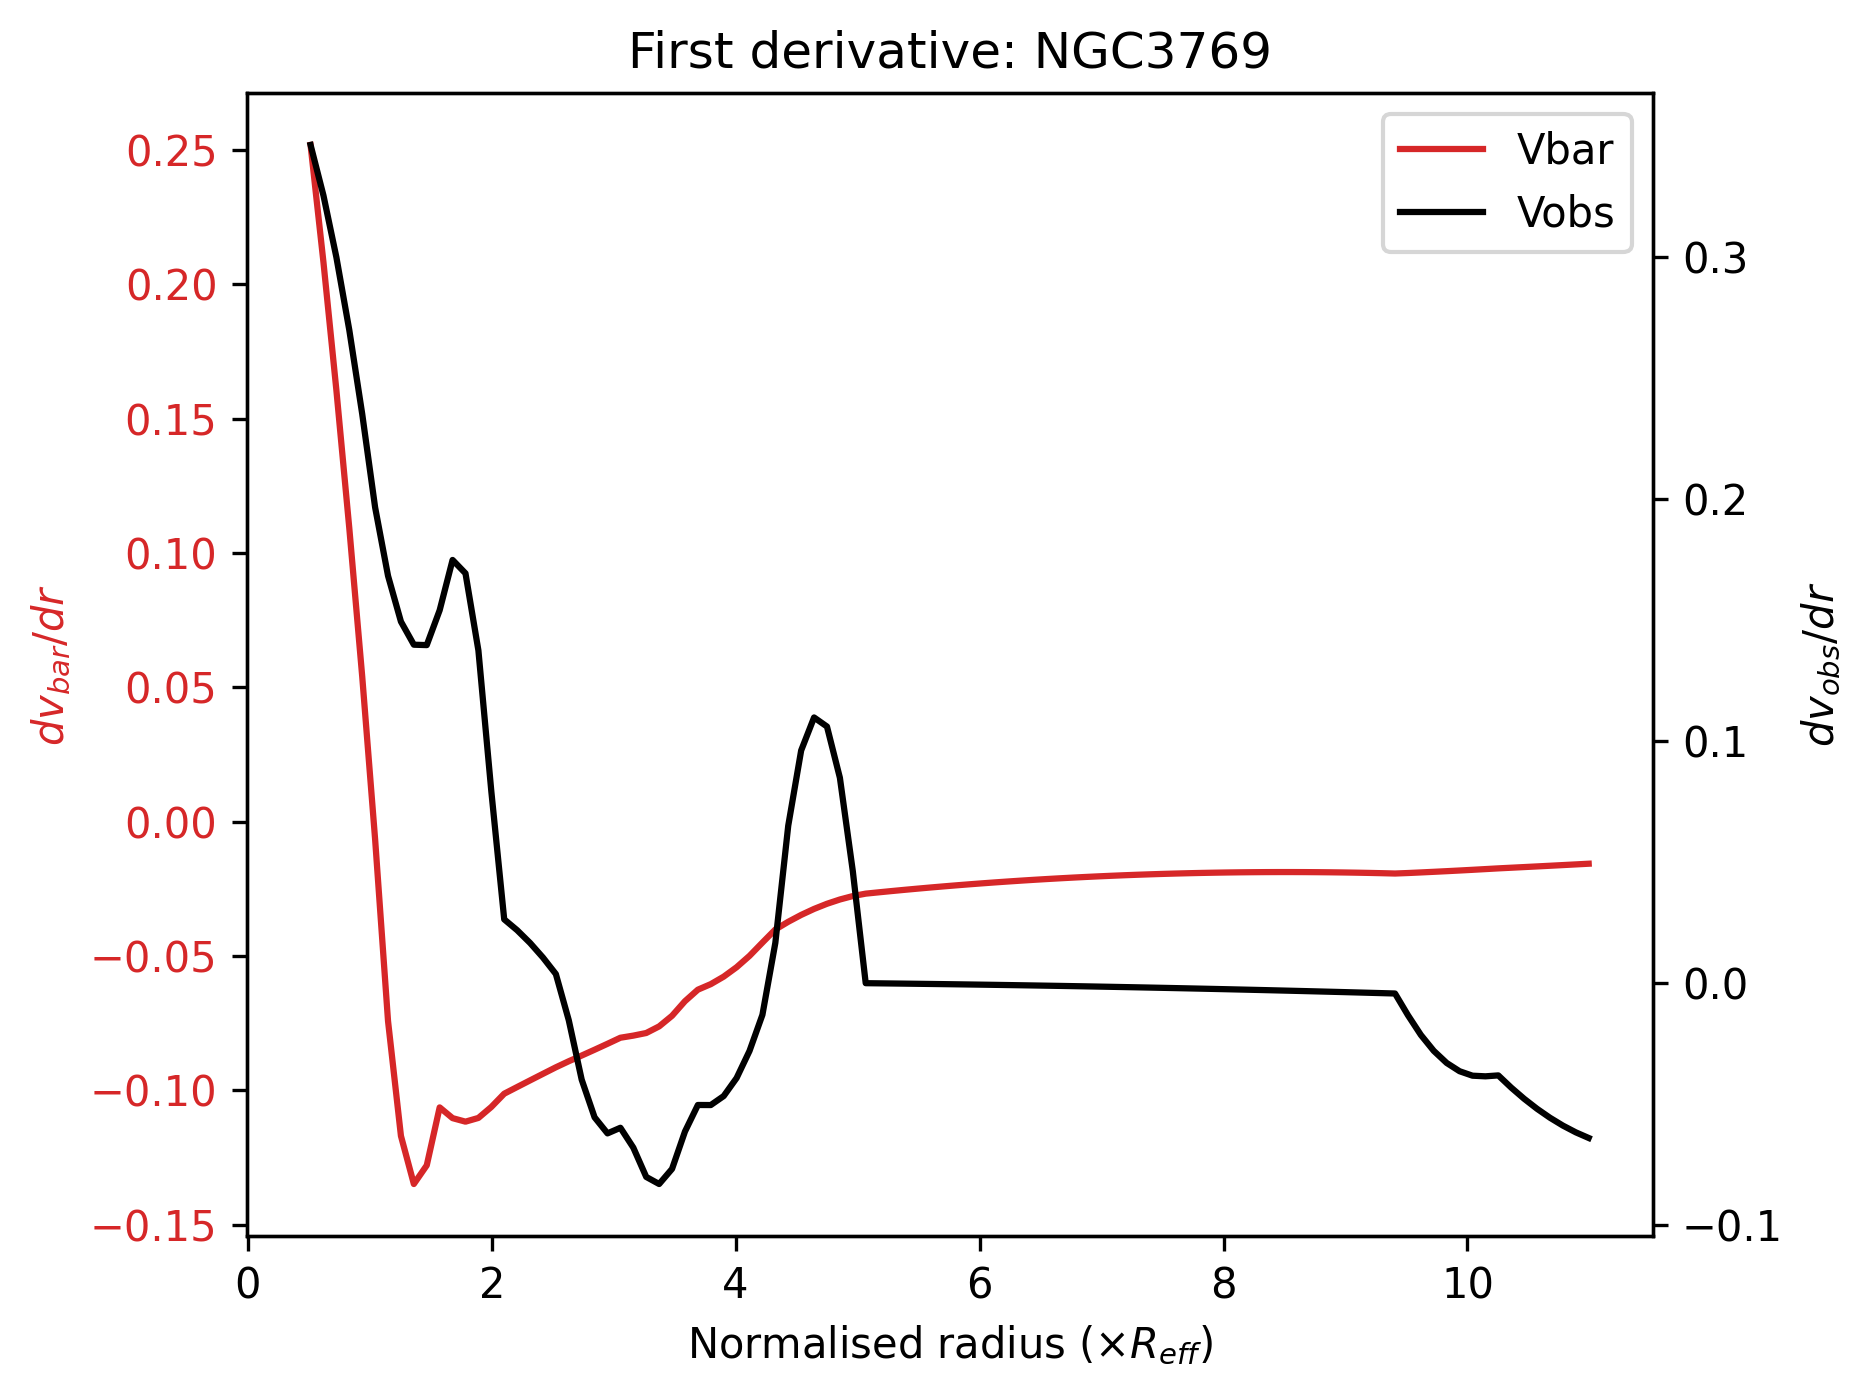 First derivative: NGC3769
0.25
0.20
0.15
0.10
0.05
0.00
−0.05
−0.10
−0.15
dv_bar/dr
Vbar
Vobs
0.3
0.2
0.1
0.0
−0.1
dv_obs/dr
0 2 4 6 8 10
Normalised radius (×R_eff)